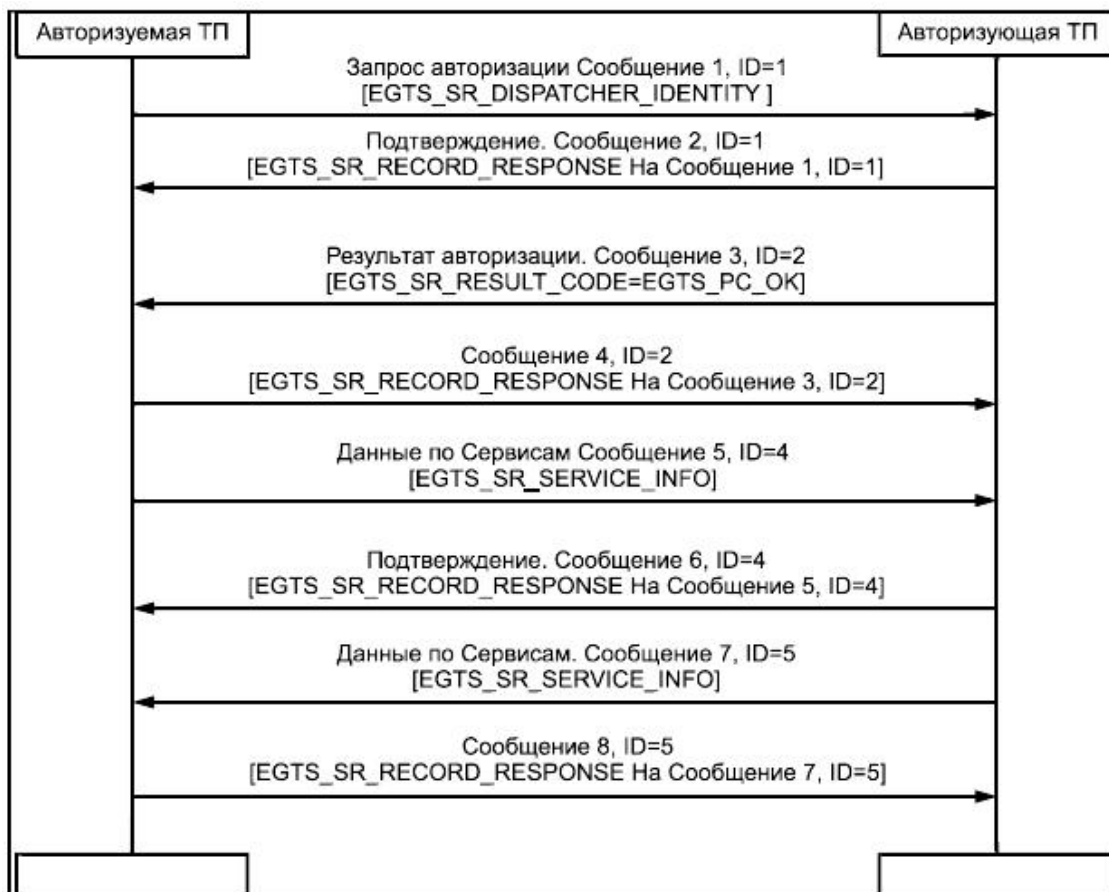 Авторизуемая ТП
Авторизующая ТП
Запрос авторизации Сообщение 1, ID=1
[EGTS_SR_DISPATCHER_IDENTITY ]
Подтверждение. Сообщение 2, ID=1
[EGTS_SR_RECORD_RESPONSE На Сообщение 1, ID=1]
Результат авторизации. Сообщение 3, ID=2
[EGTS_SR_RESULT_CODE=EGTS_PC_OK]
Сообщение 4, ID=2
[EGTS_SR_RECORD_RESPONSE На Сообщение 3, ID=2]
Данные по Сервисам Сообщение 5, ID=4
[EGTS_SR_SERVICE_INFO]
Подтверждение. Сообщение 6, ID=4
[EGTS_SR_RECORD_RESPONSE На Сообщение 5, ID=4]
Данные по Сервисам. Сообщение 7, ID=5
[EGTS_SR_SERVICE_INFO]
Сообщение 8, ID=5
[EGTS_SR_RECORD_RESPONSE На Сообщение 7, ID=5]